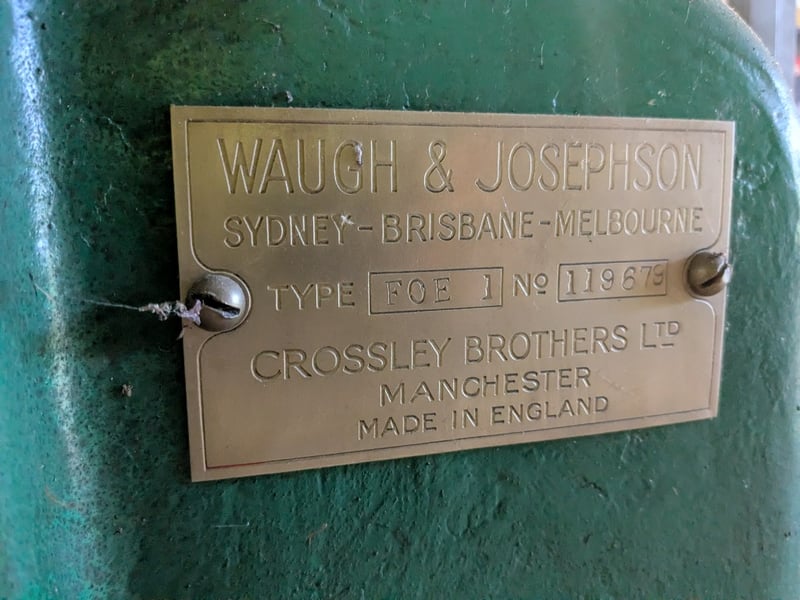 WAUGH & JOSEPHSON
SYDNEY-BRISBANE-MELBOURNE
TYPE FOE 1 No 119679
CROSSLEY BROTHERS LTD
MANCHESTER
MADE IN ENGLAND